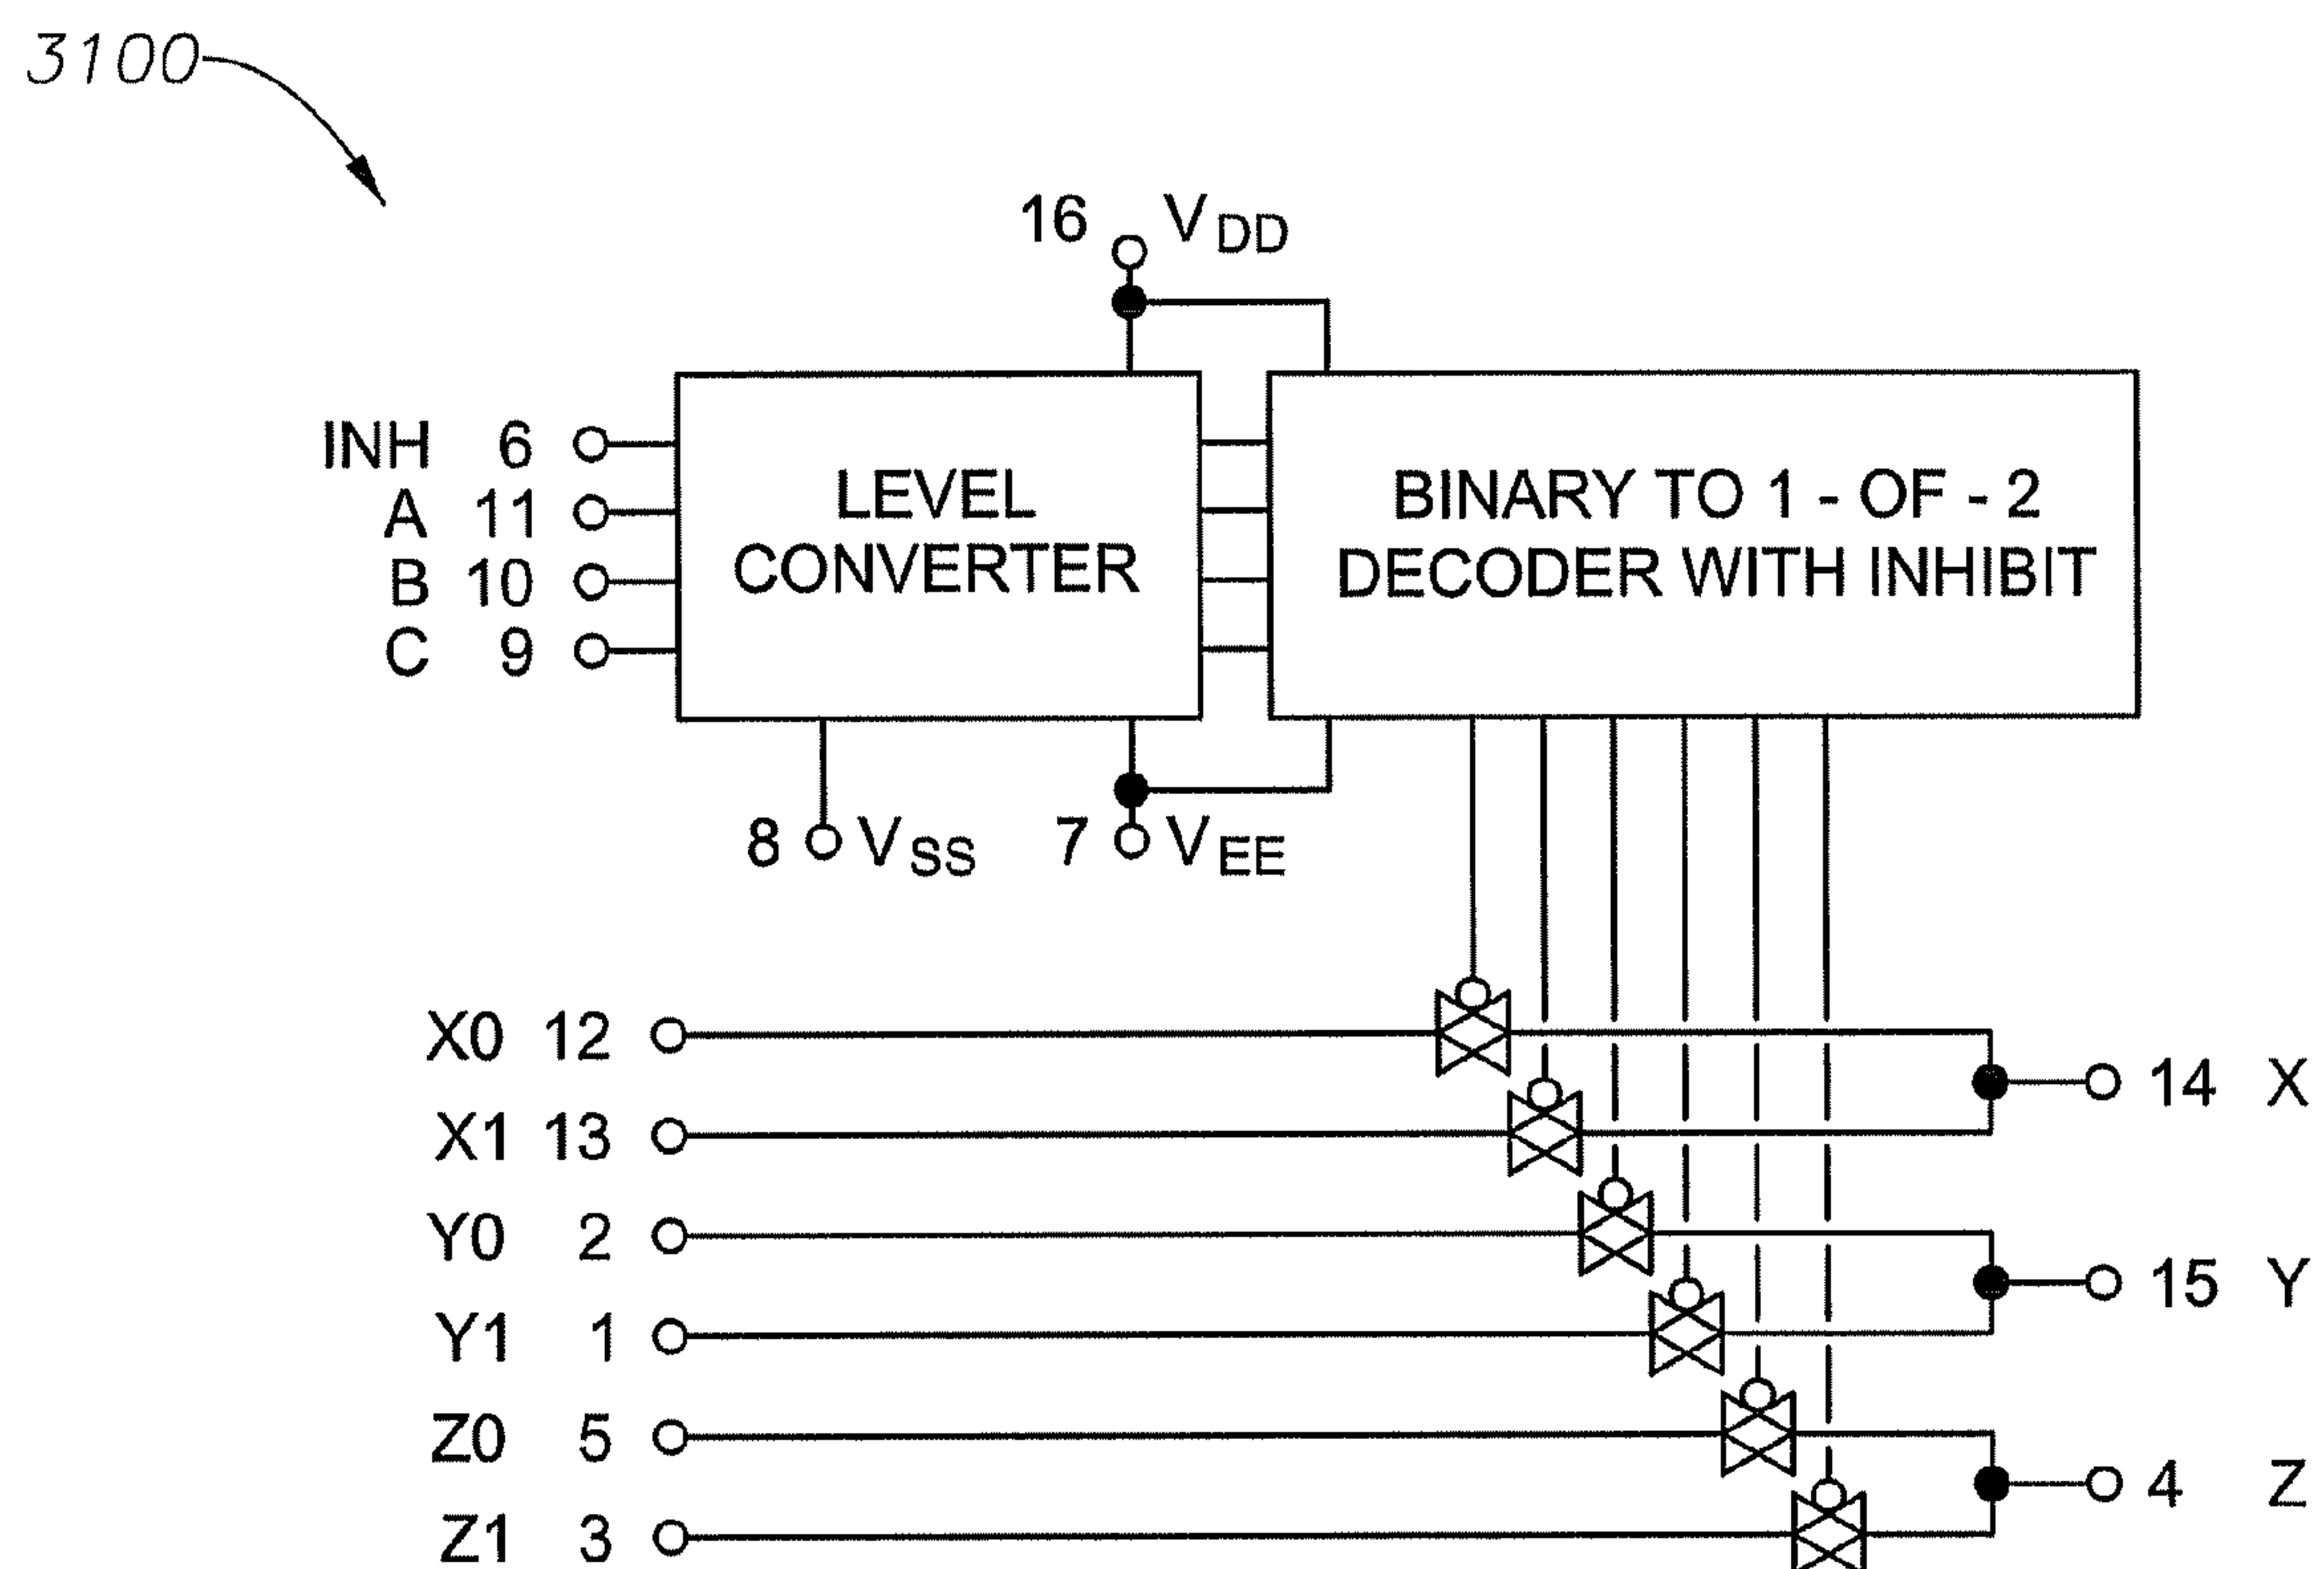 3100
16 VDD
INH 6
A 11
B 10
C 9
LEVEL
CONVERTER
BINARY TO 1 - OF - 2
DECODER WITH INHIBIT
8 VSS
7 VEE
X0 12
X1 13
14 X
Y0 2
Y1 1
15 Y
Z0 5
Z1 3
4 Z